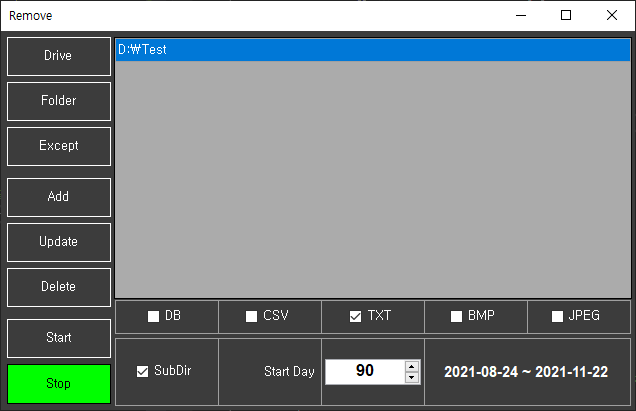 Remove
Drive
Folder
Except
Add
Update
Delete
Start
Stop
D:₩Test
DB
CSV
TXT
BMP
JPEG
SubDir
Start Day
90
2021-08-24 ~ 2021-11-22